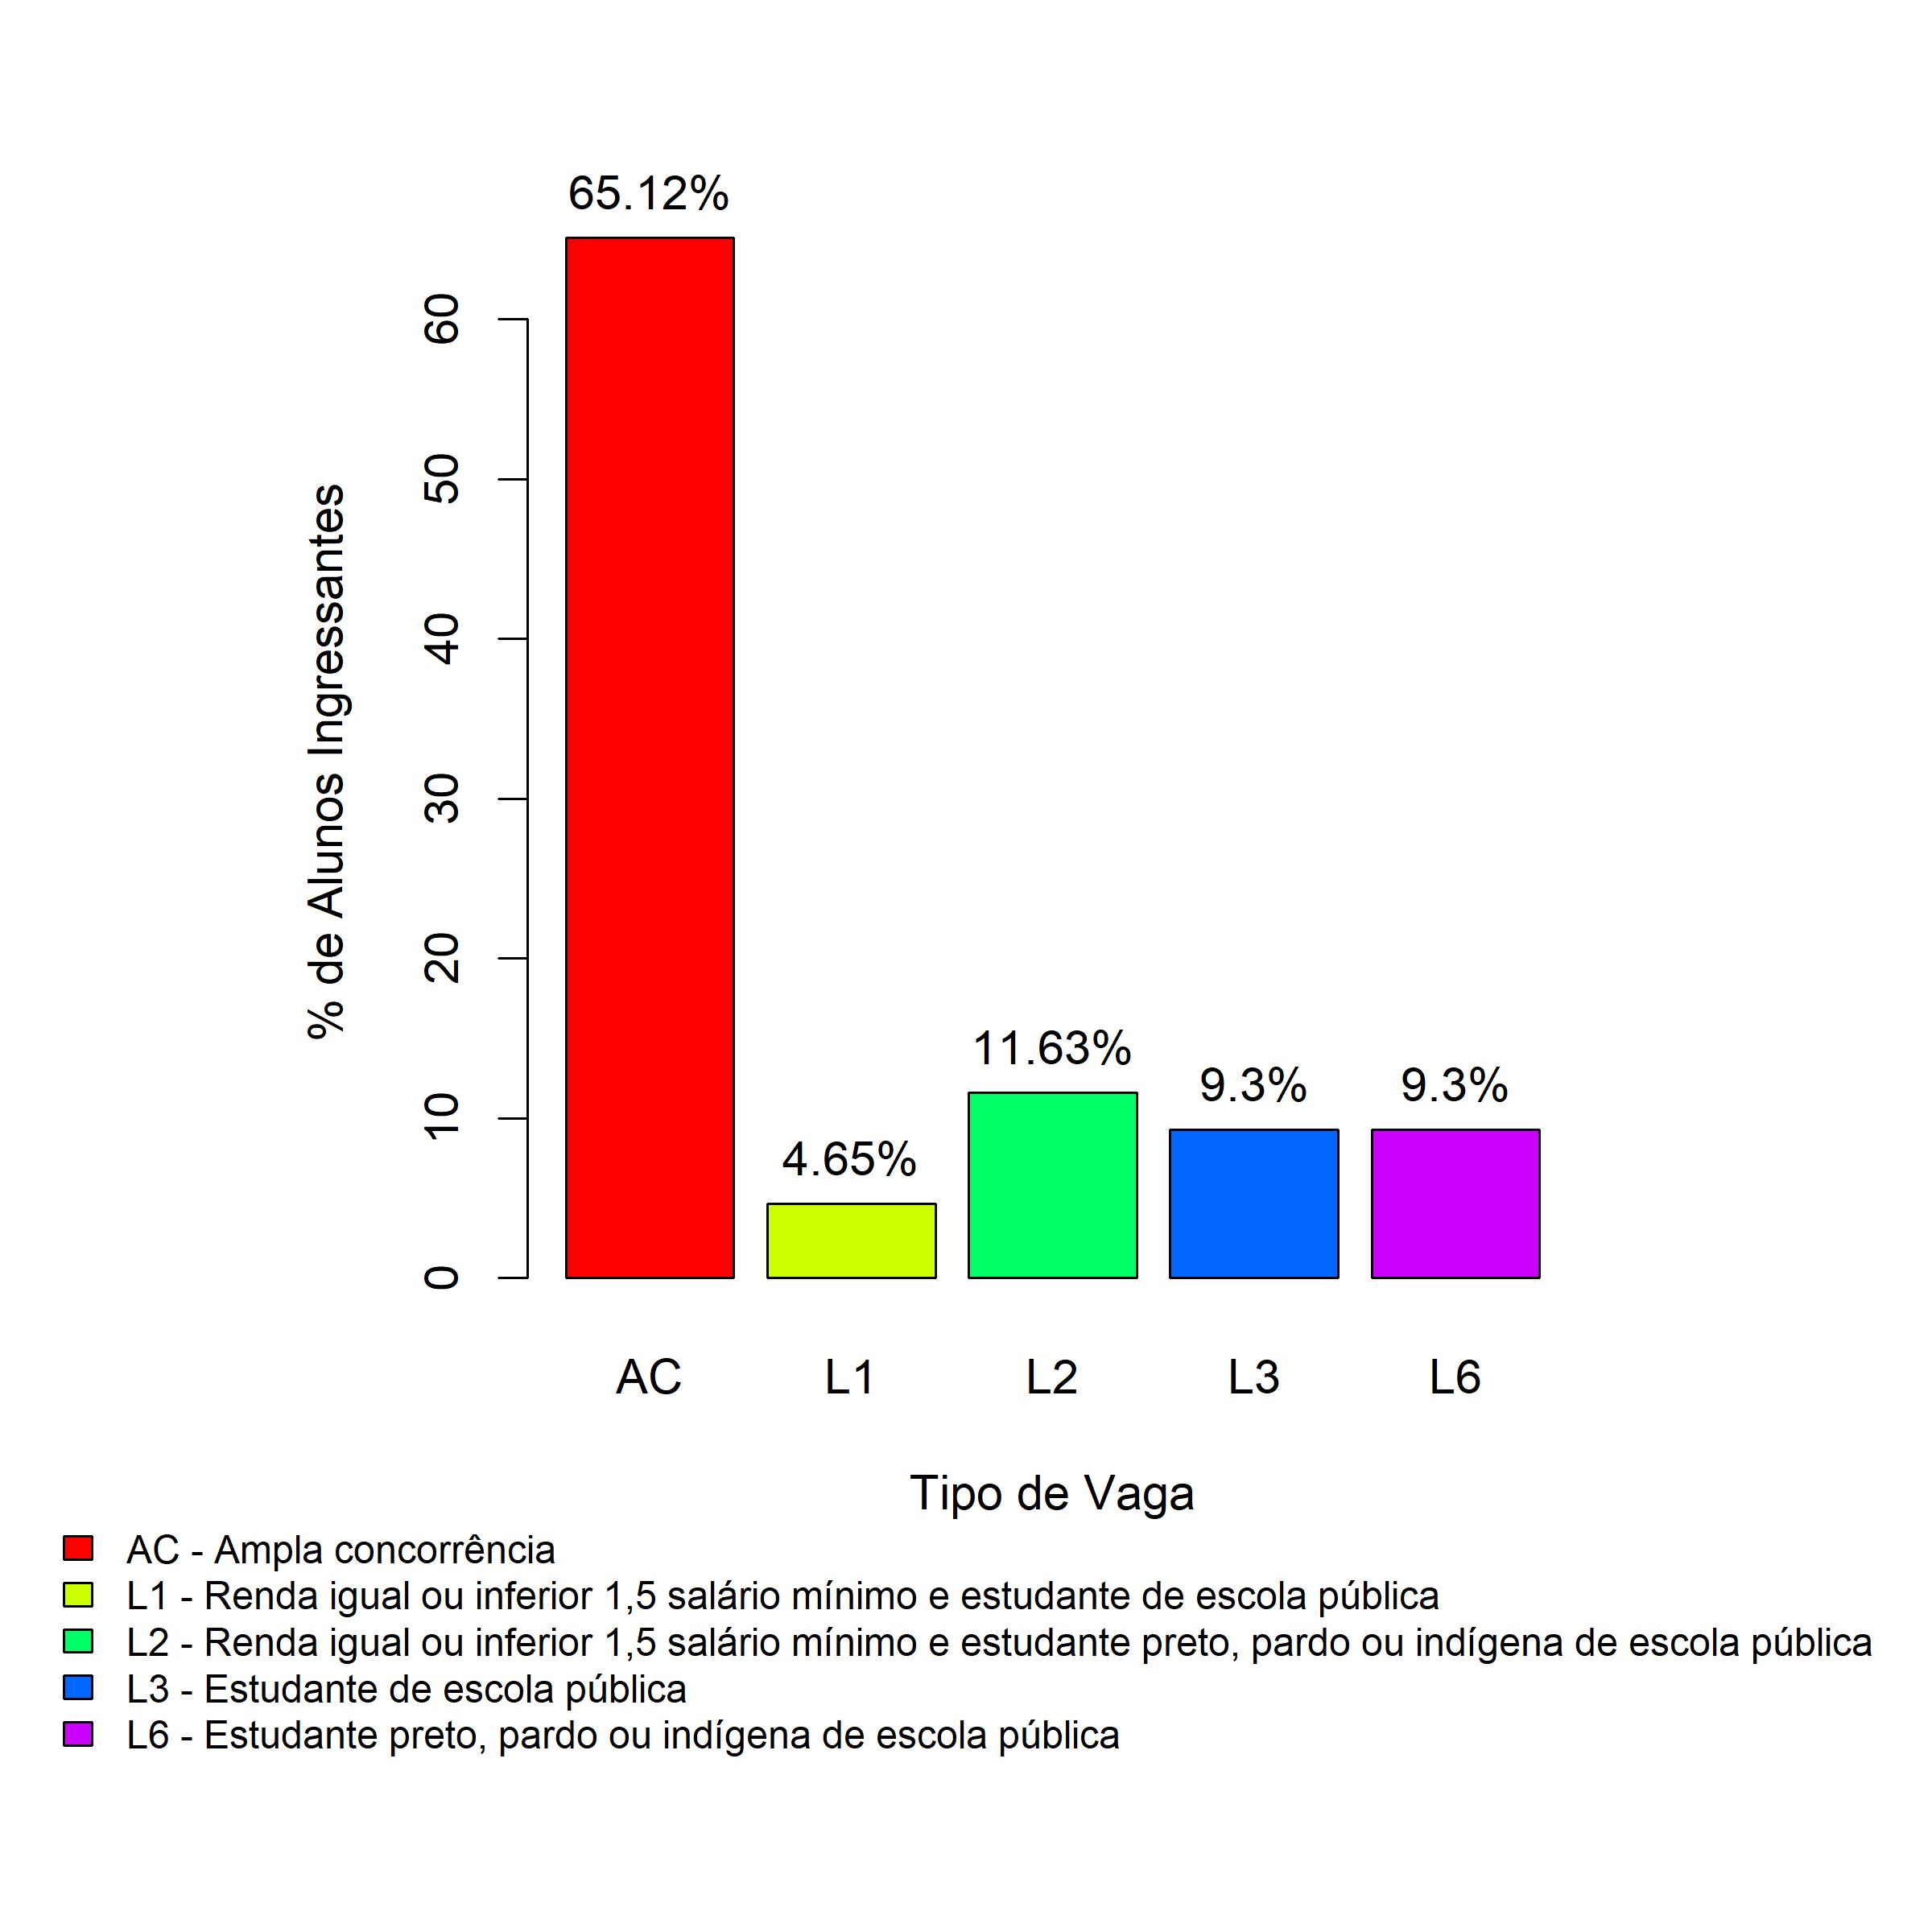 65.12%
60
50
40
30
20
10
0
% de Alunos Ingressantes
11.63%
9.3%
9.3%
4.65%
AC
L1
L2
L3
L6
Tipo de Vaga
AC - Ampla concorrência
L1 - Renda igual ou inferior 1,5 salário mínimo e estudante de escola pública
L2 - Renda igual ou inferior 1,5 salário mínimo e estudante preto, pardo ou indígena de escola pública
L3 - Estudante de escola pública
L6 - Estudante preto, pardo ou indígena de escola pública